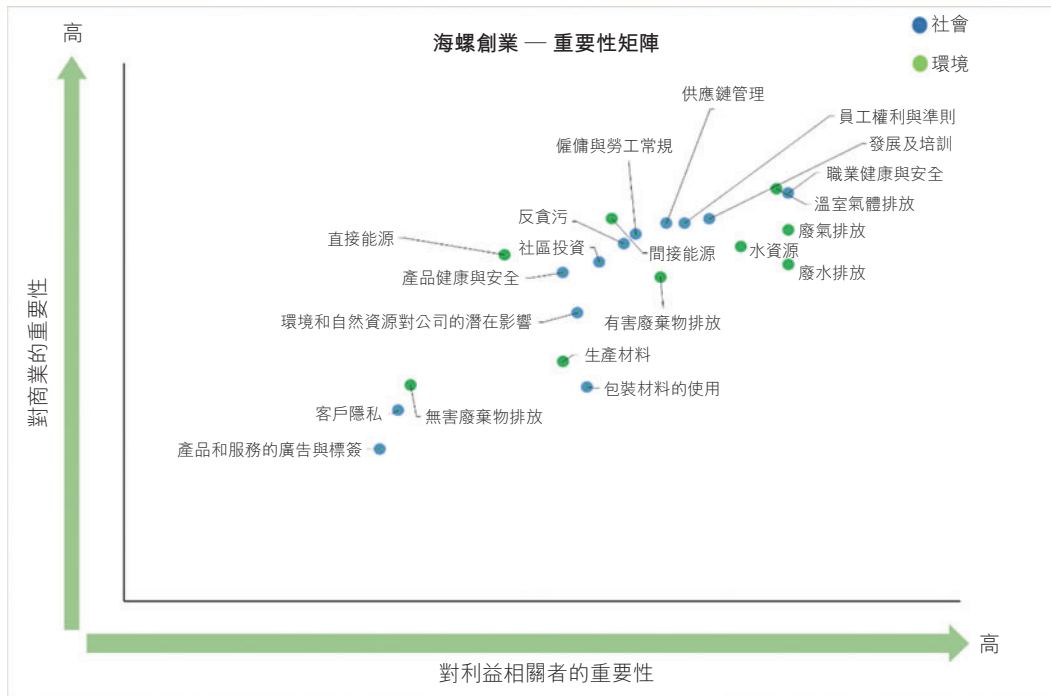 高
海螺創業 — 重要性矩陣
社會
環境
供應鏈管理
員工權利與準則
僱傭與勞工常規
發展及培訓
職業健康與安全
溫室氣體排放
反貪污
廢氣排放
直接能源
社區投資
間接能源
水資源
廢水排放
產品健康與安全
環境和自然資源對公司的潛在影響
有害廢棄物排放
生產材料
包裝材料的使用
客戶隱私
無害廢棄物排放
產品和服務的廣告與標簽
對商業的重要性
高
對利益相關者的重要性